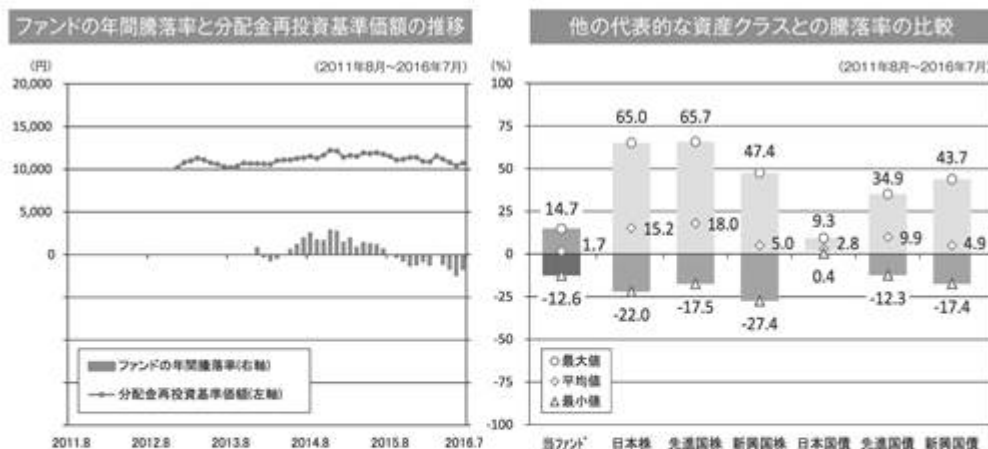 ファンドの年間騰落率と分配金再投資基準価額の推移
(円)
(2011年8月～2016年7月)
20,000
15,000
10,000
5,000
0
ファンドの年間騰落率(右軸)
分配金再投資基準価額(左軸)
2011.8 2012.8 2013.8 2014.8 2015.8 2016.7
他の代表的な資産クラスとの騰落率の比較
(%)
(2011年8月～2016年7月)
100
75
50
25
0
-25
-50
-75
-100
14.7 65.0 65.7 47.4 9.3 34.9 43.7
1.7 15.2 18.0 5.0 2.8 9.9 4.9
-12.6 -22.0 -17.5 -27.4 0.4 -12.3 -17.4
最大値
平均値
最小値
当ファンド 日本株 先進国株 新興国株 日本国債 先進国債 新興国債